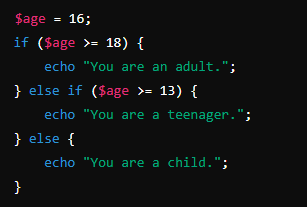 $age = 16;
if ($age >= 18) {
    echo "You are an adult.";
} else if ($age >= 13) {
    echo "You are a teenager.";
} else {
    echo "You are a child.";
}